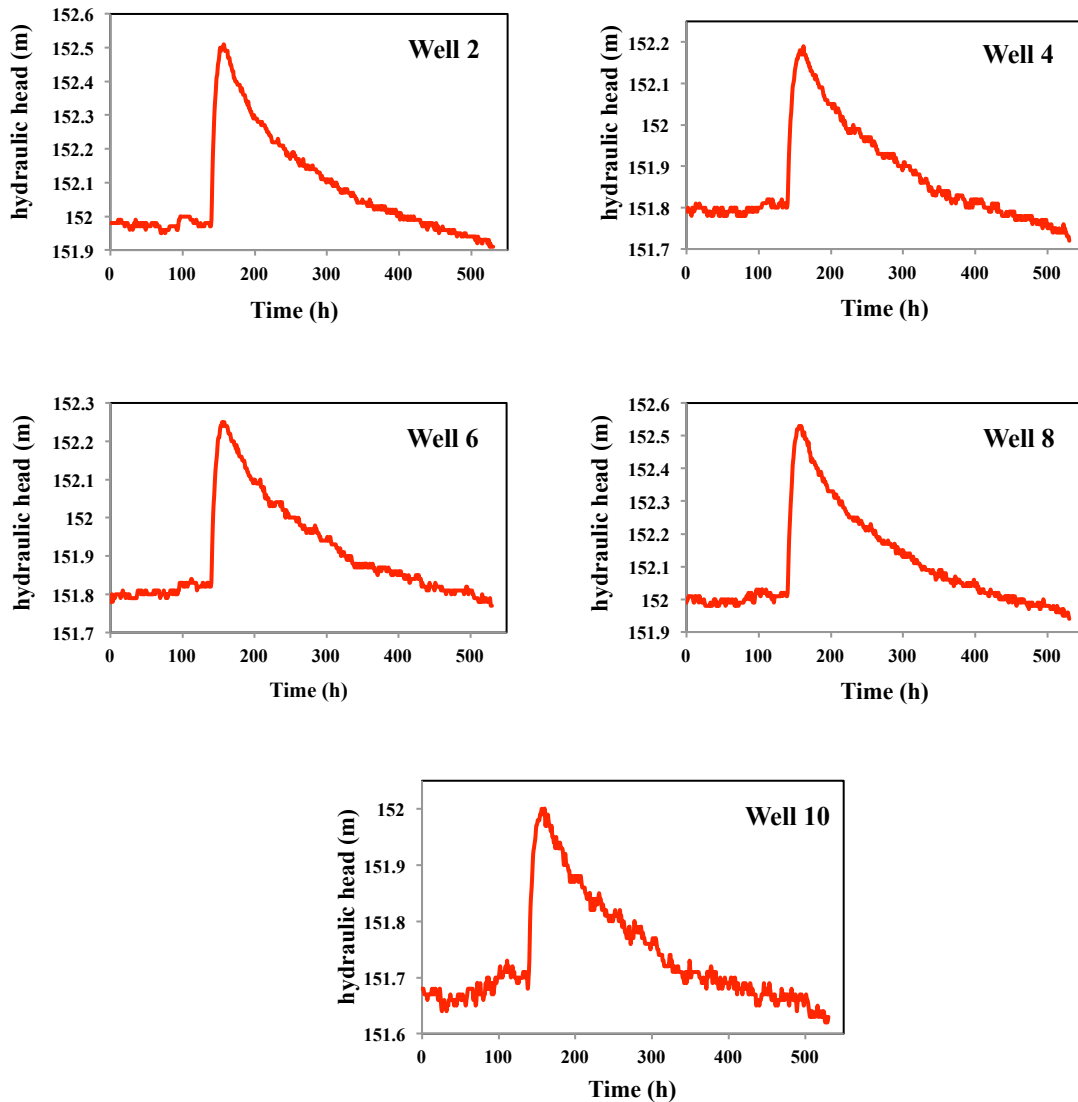 Well 2
hydraulic head (m)
152.6
152.5
152.4
152.3
152.2
152.1
152
151.9
0 100 200 300 400 500
Time (h)
Well 4
hydraulic head (m)
152.2
152.1
152
151.9
151.8
151.7
0 100 200 300 400 500
Time (h)
Well 6
hydraulic head (m)
152.3
152.2
152.1
152
151.9
151.8
151.7
0 100 200 300 400 500
Time (h)
Well 8
hydraulic head (m)
152.6
152.5
152.4
152.3
152.2
152.1
152
151.9
0 100 200 300 400 500
Time (h)
Well 10
hydraulic head (m)
152
151.9
151.8
151.7
151.6
0 100 200 300 400 500
Time (h)